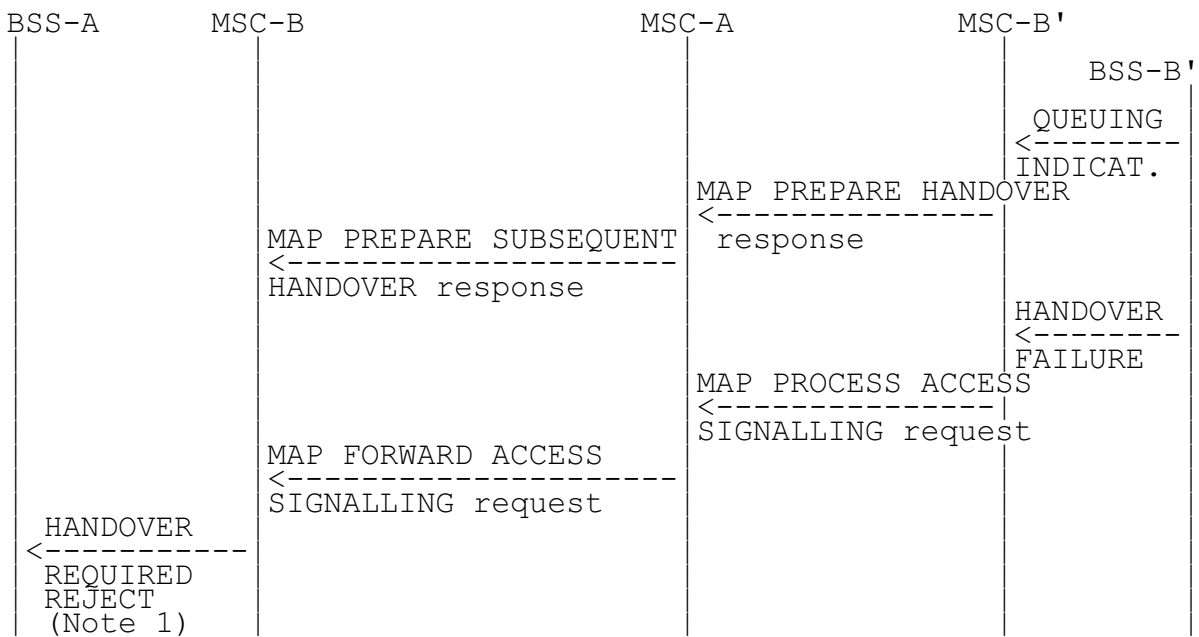 BSS-A MSC-B MSC-A MSC-B'
BSS-B'
QUEUING
<--------
INDICAT.
MAP PREPARE HANDOVER
<---------------
MAP PREPARE SUBSEQUENT response
<---------------------
HANDOVER response
HANDOVER
<--------
FAILURE
MAP PROCESS ACCESS
<---------------
SIGNALLING request
MAP FORWARD ACCESS
<---------------------
SIGNALLING request
HANDOVER
<-----------
REQUIRED
REJECT
(Note 1)